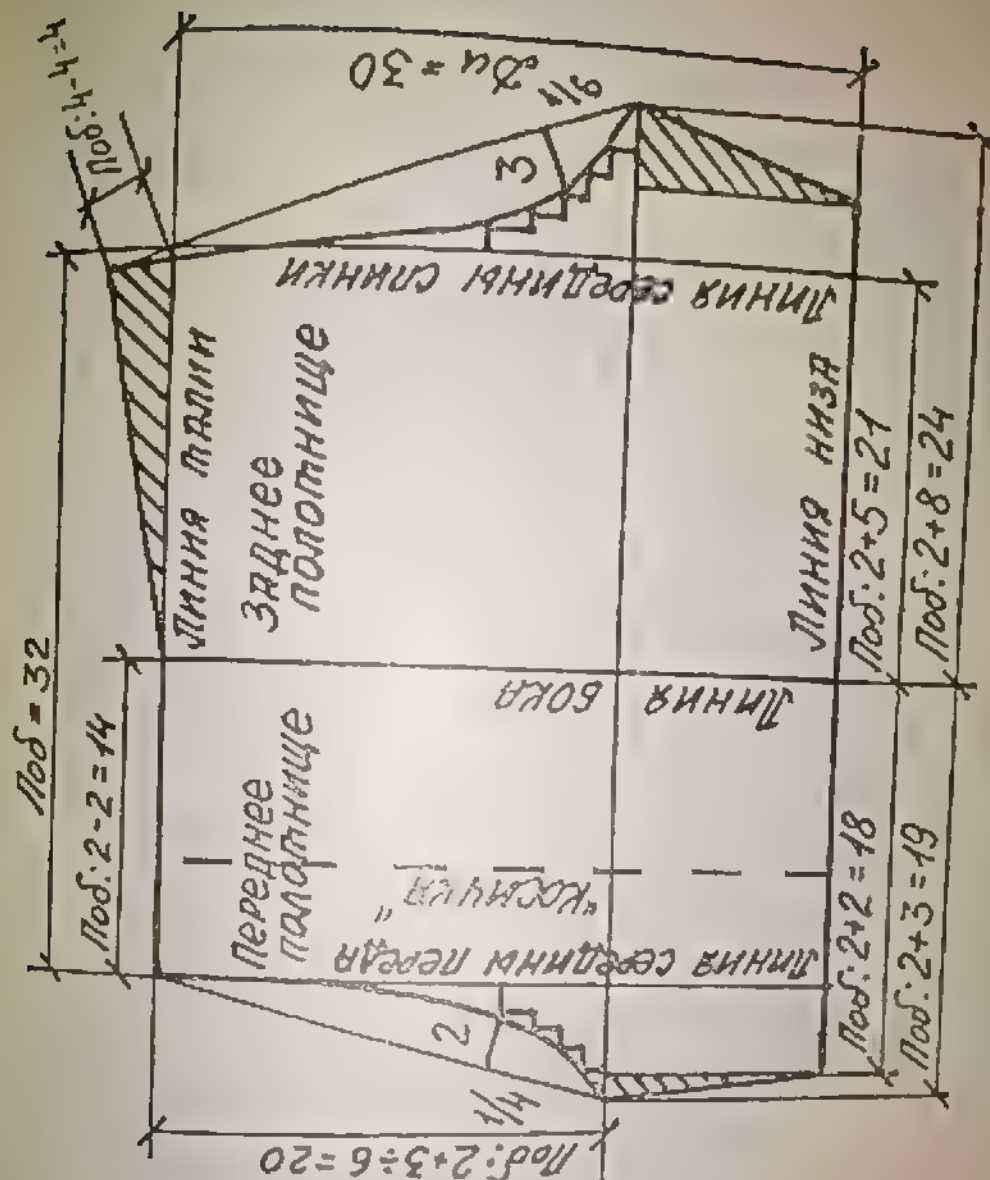 Поб = 32
Поб:4-4=4
Поб:2-2=14
Линия талии
Переднее
полотнище
Заднее
полотнище
Ди = 30
Поб:2+3÷6=20
1/4
2
3
Линия середины переда
"Косичка"
Линия бока
Линия середины спинки
Линия низа
Поб:2+2=18
Поб:2+5=21
Поб:2+3=19
Поб:2+8=24